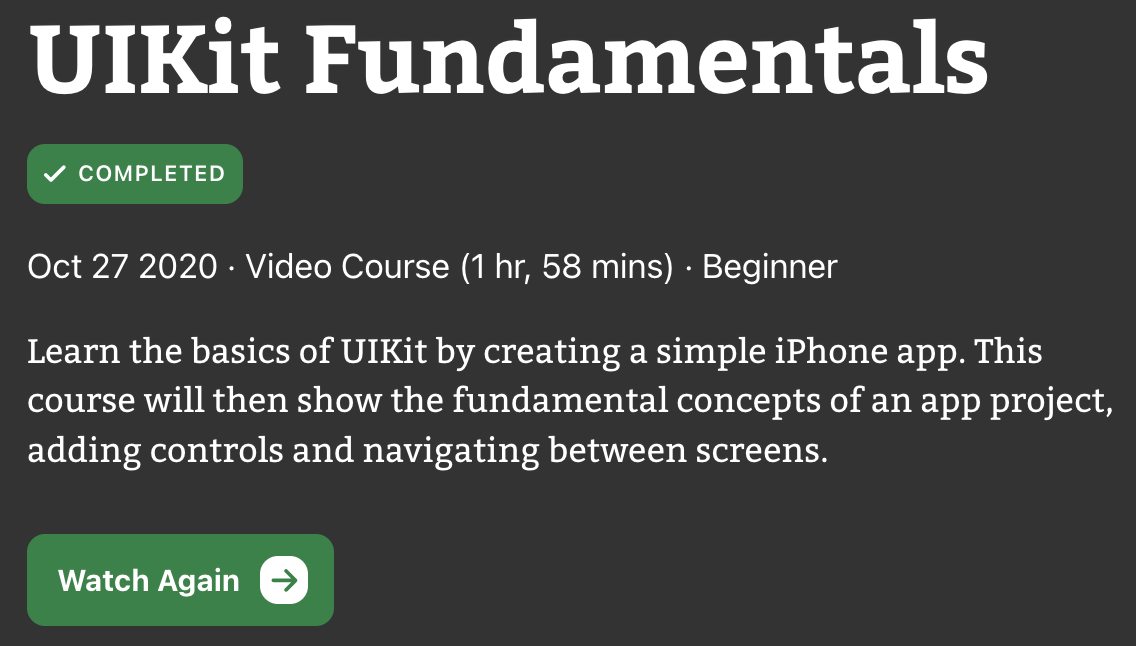 UIKit Fundamentals
COMPLETED
Oct 27 2020 · Video Course (1 hr, 58 mins) · Beginner
Learn the basics of UIKit by creating a simple iPhone app. This
course will then show the fundamental concepts of an app project,
adding controls and navigating between screens.
Watch Again